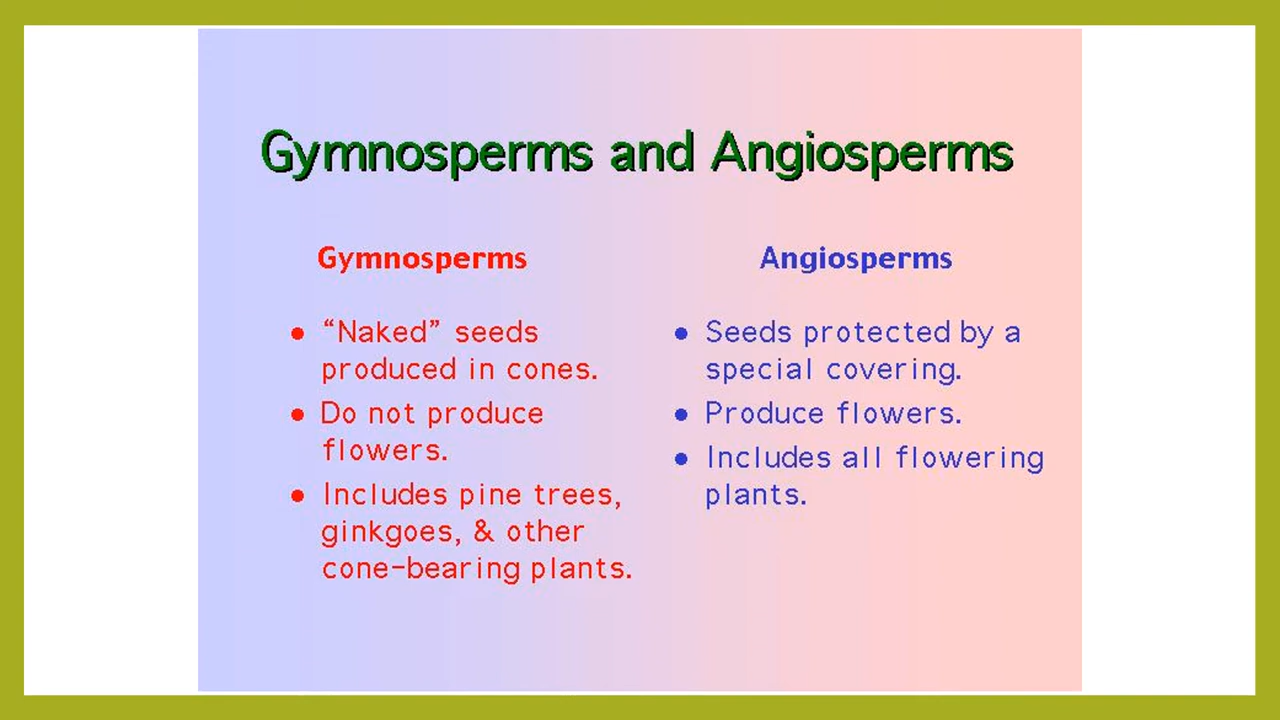 Gymnosperms and Angiosperms
Gymnosperms
• “Naked” seeds
produced in cones.
• Do not produce
flowers.
• Includes pine trees,
ginkgoes, & other
cone-bearing plants.
Angiosperms
• Seeds protected by a
special covering.
• Produce flowers.
• Includes all flowering
plants.